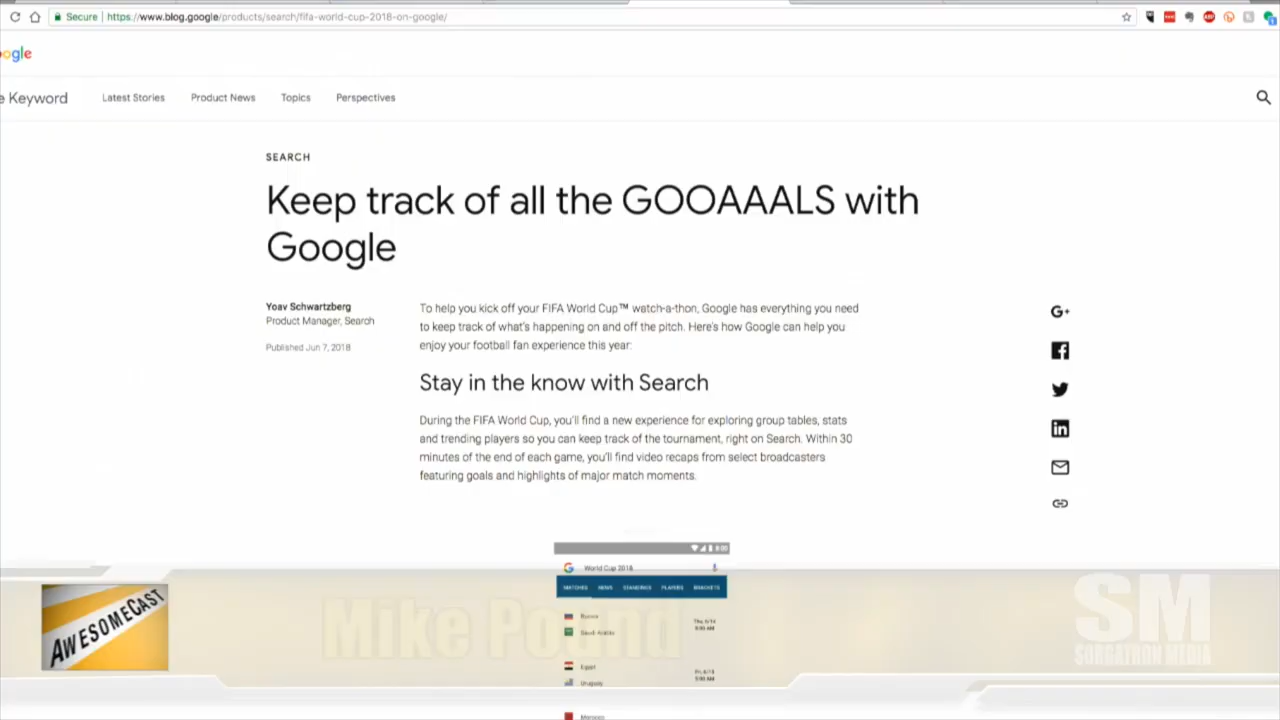 Secure
https://www.blog.google/products/search/fifa-world-cup-2018-on-google/
ogle
e Keyword
Latest Stories
Product News
Topics
Perspectives
SEARCH
Keep track of all the GOOAAALS with
Google
Yoav Schwartzberg
Product Manager, Search
Published Jun 7, 2018
To help you kick off your FIFA World Cup™ watch-a-thon, Google has everything you need
to keep track of what's happening on and off the pitch. Here's how Google can help you
enjoy your football fan experience this year:
Stay in the know with Search
During the FIFA World Cup, you'll find a new experience for exploring group tables, stats
and trending players so you can keep track of the tournament, right on Search. Within 30
minutes of the end of each game, you'll find video recaps from select broadcasters
featuring goals and highlights of major match moments.
G+
8:00
World Cup 2018
MATCHES NEWS STANDINGS PLAYERS BRACKETS
Russia
Saudi Arabia
Thu, 6/14
Egypt
Uruguay
Fri, 6/15
Morocco
AWESOMECAST
Mike Pound
SM
SORGATRON MEDIA